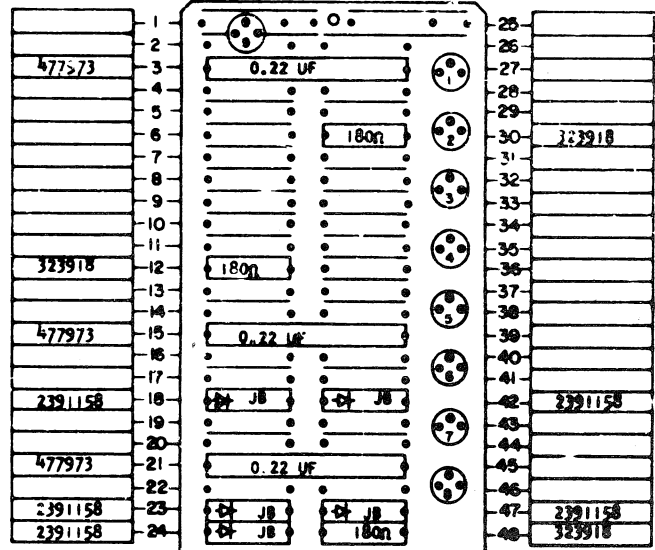 1 25
9
2 26
477973 3 0.22 UF 1 27
4 28
5 29
6 180Ω 2 30 323918
7 31
8 32
9 3 33
10 34
11 4 35
323918 12 180Ω 36
13 37
14 5 38
477973 15 0.22 UF 39
16 40
17 6 41
2391158 18 JB JB 42 2391158
19 7 43
20 44
477973 21 0.22 UF 45
22 8 46
2391158 23 JB JB 47 2391158
2391158 24 JB 180Ω 48 323918